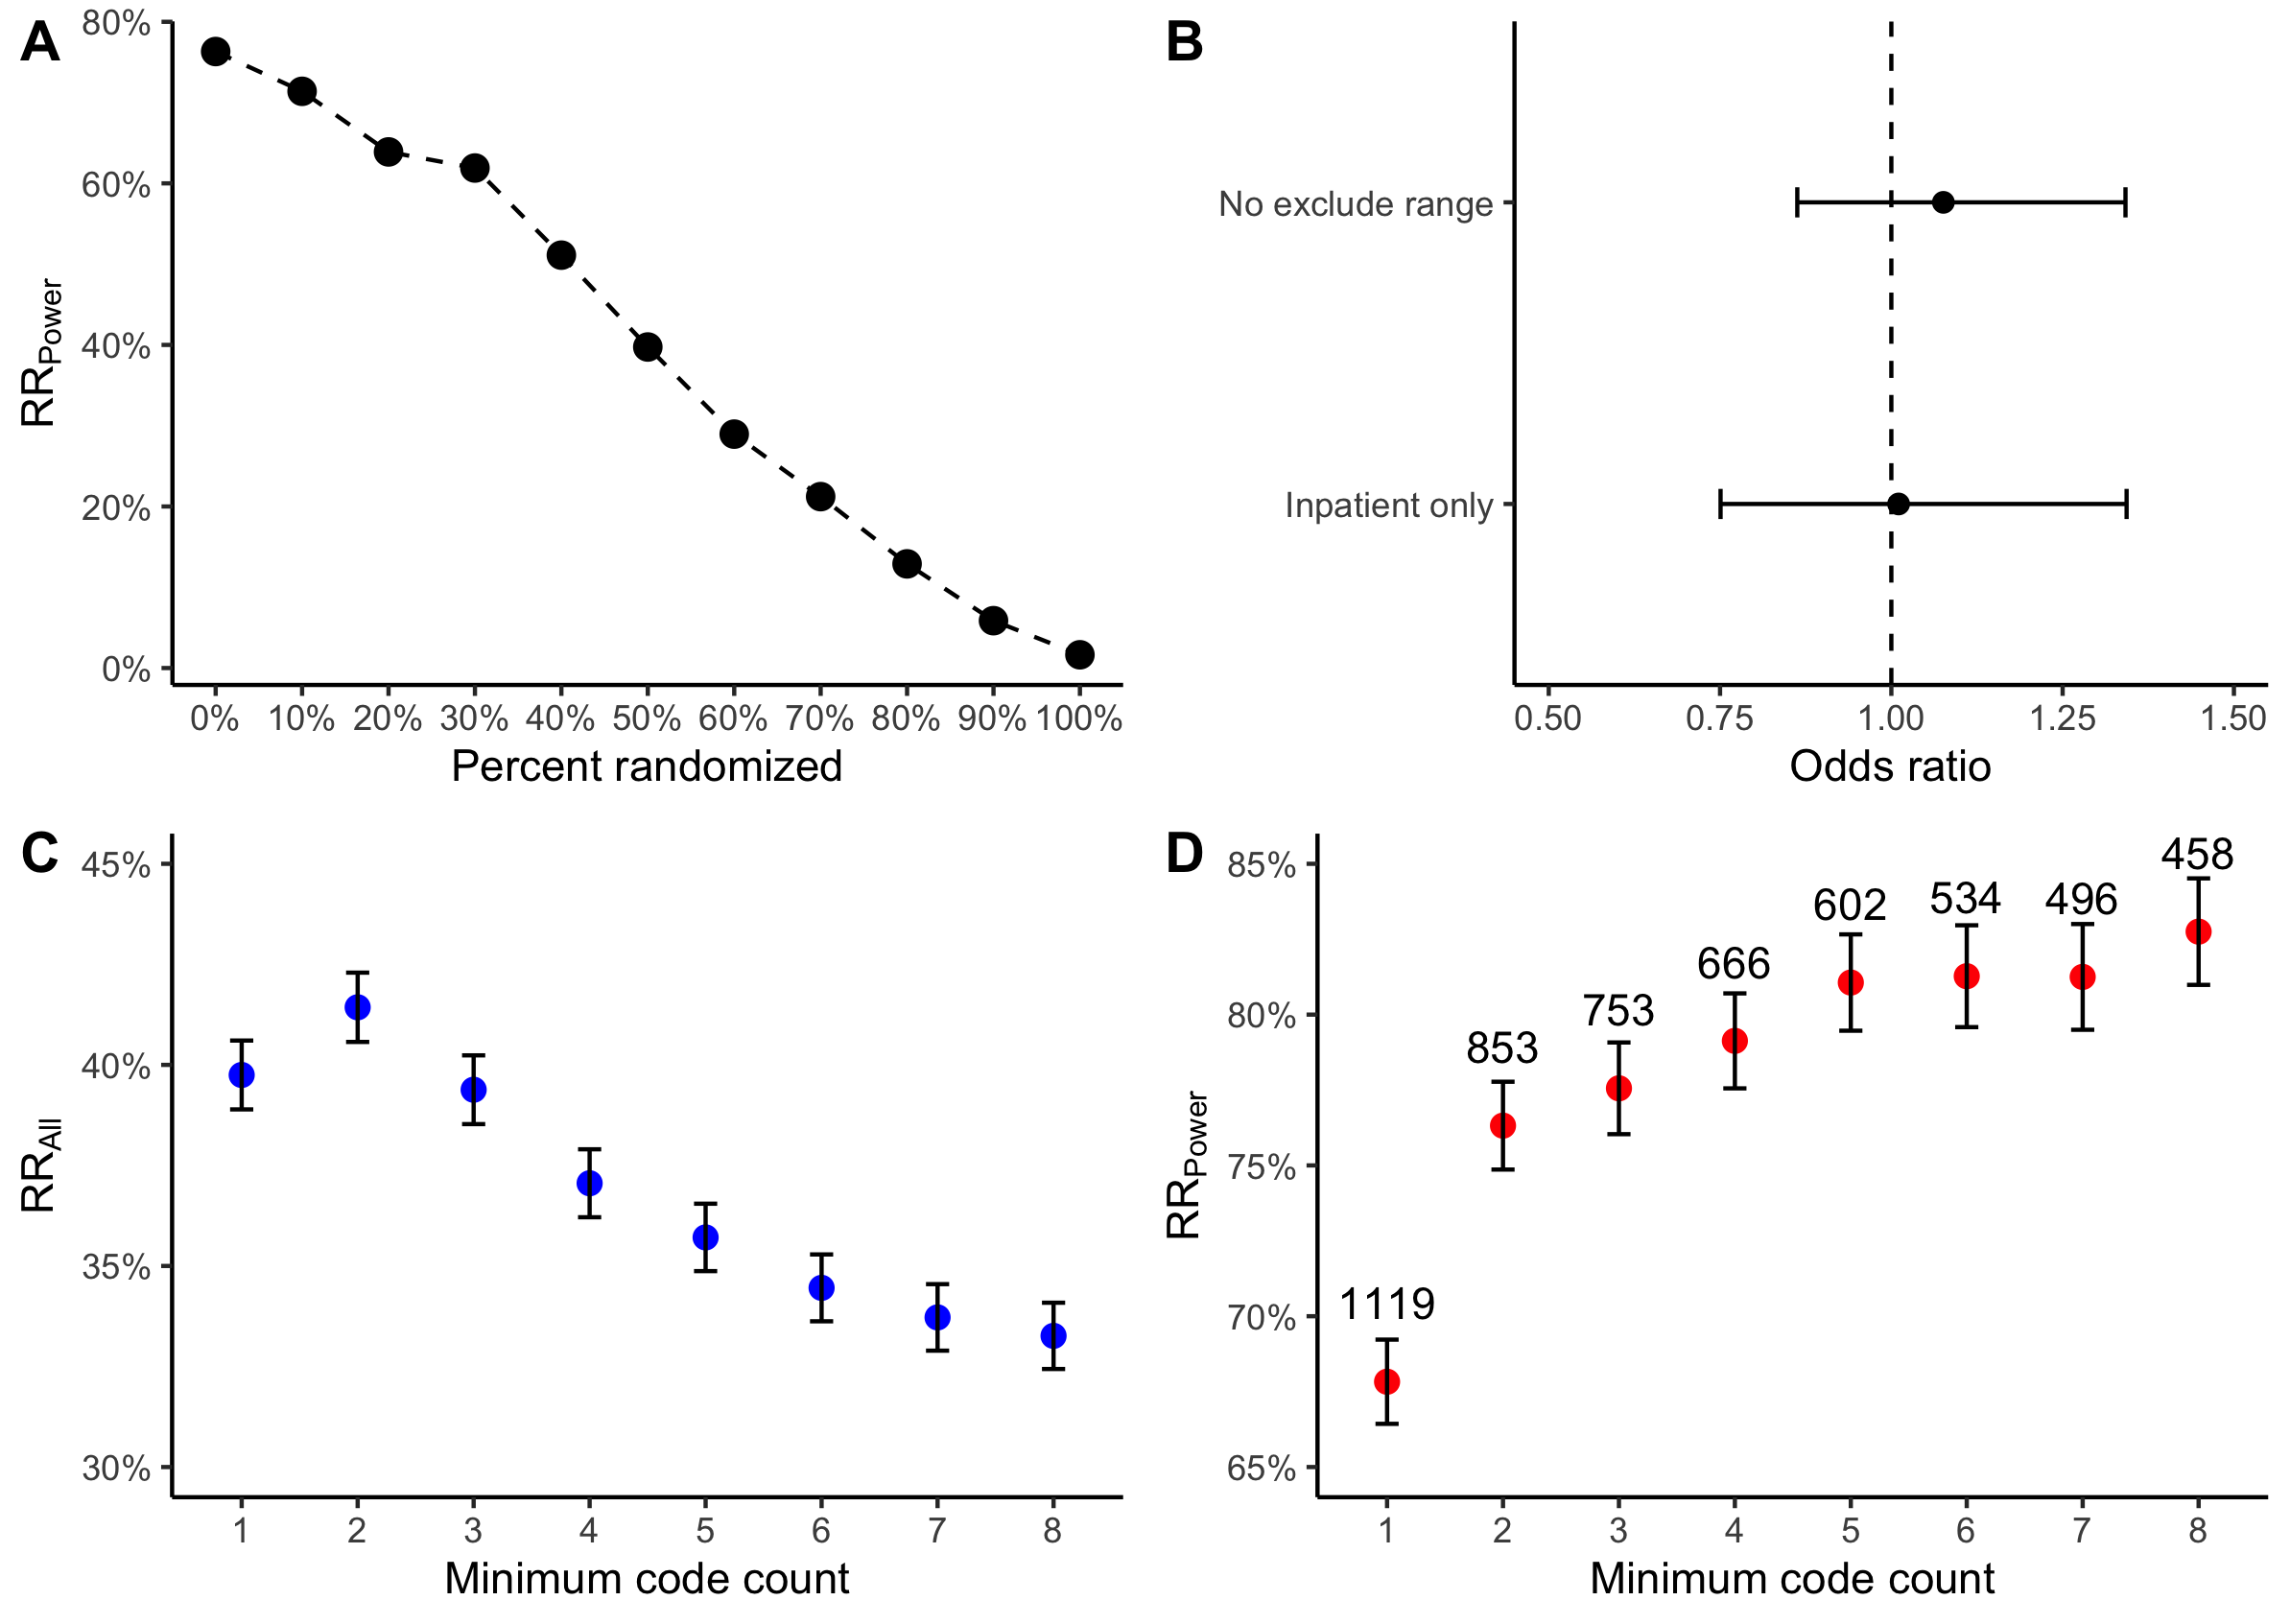 A
80%
60%
40%
20%
0%
RRPower
0% 10% 20% 30% 40% 50% 60% 70% 80% 90% 100%
Percent randomized
B
No exclude range
Inpatient only
0.50 0.75 1.00 1.25 1.50
Odds ratio
C
45%
40%
35%
30%
RRAll
1 2 3 4 5 6 7 8
Minimum code count
D
85%
80%
75%
70%
65%
RRPower
1119
853
753
666
602
534
496
458
1 2 3 4 5 6 7 8
Minimum code count